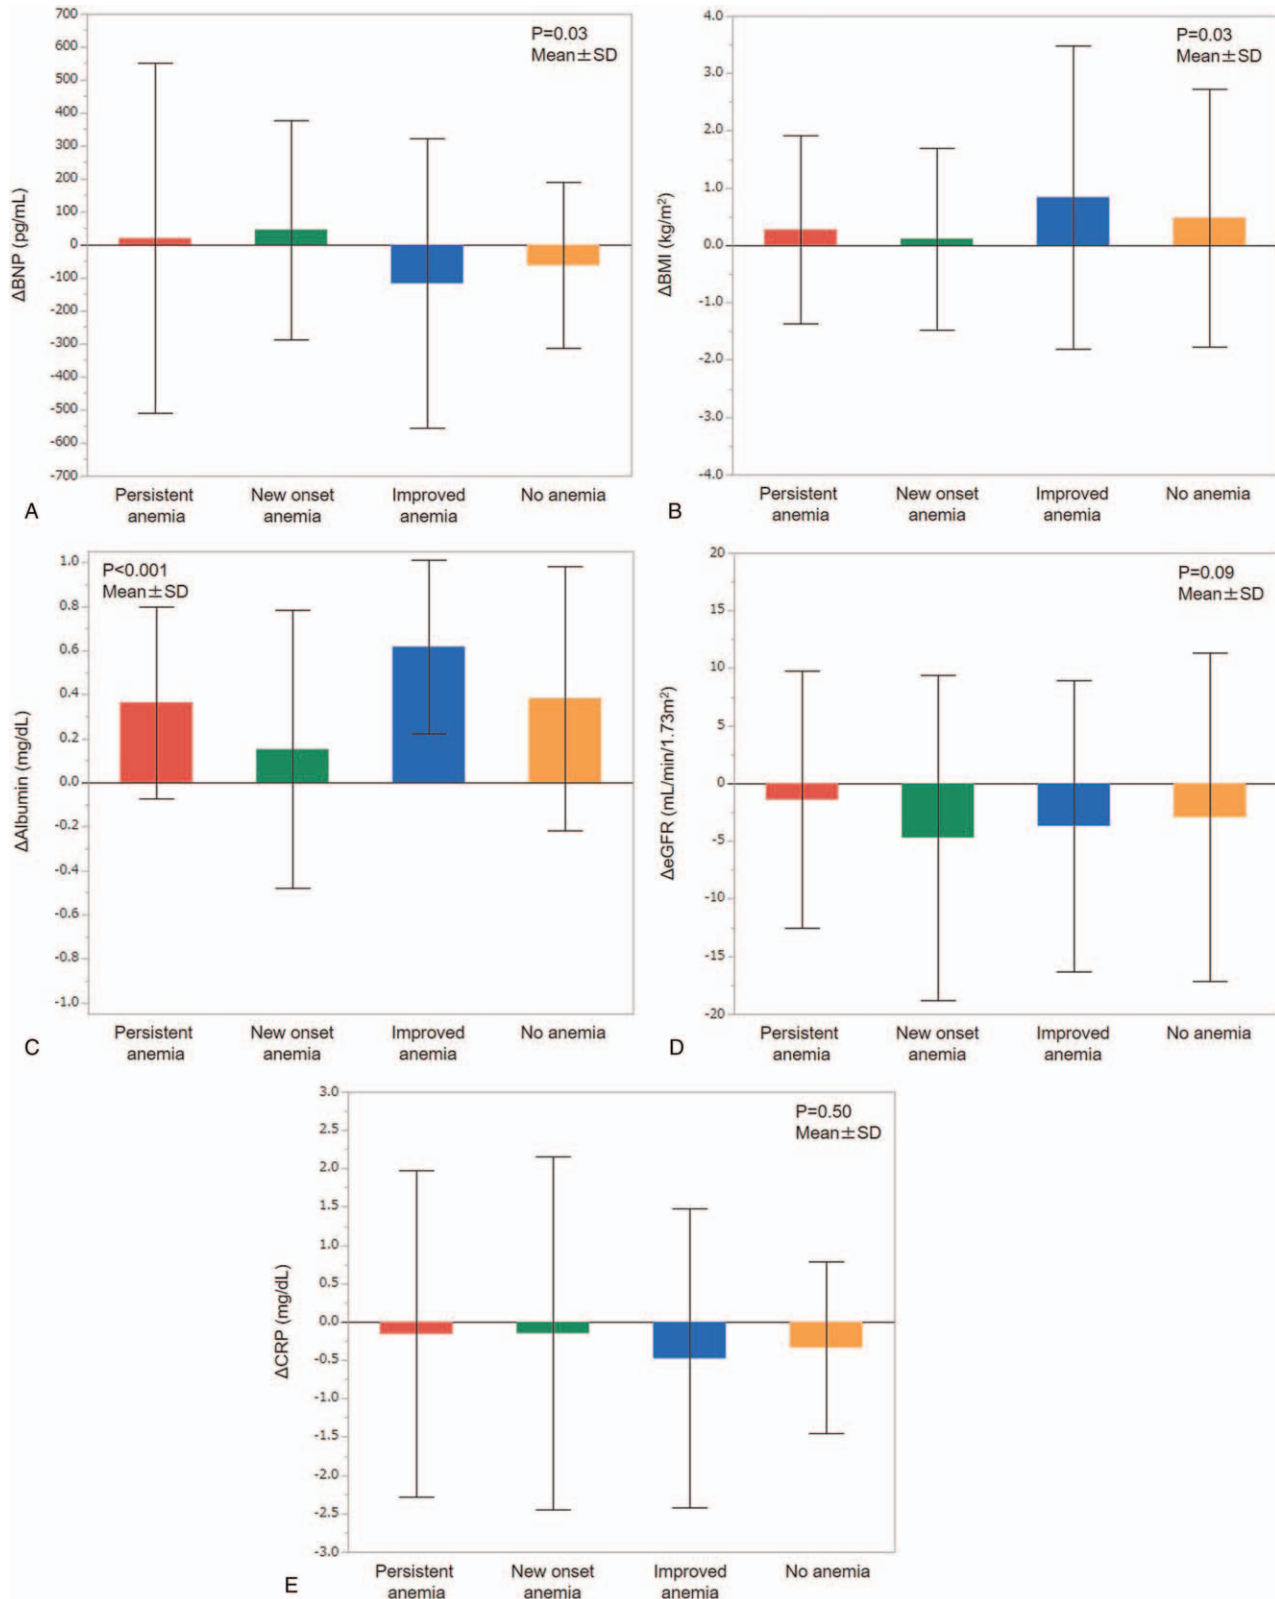 700
600
500
400
300
200
100
0
-100
-200
-300
-400
-500
-600
-700
ΔBNP (pg/mL)
P=0.03
Mean±SD
Persistent
anemia
New onset
anemia
Improved
anemia
No anemia
A
4.0
3.0
2.0
1.0
0.0
-1.0
-2.0
-3.0
-4.0
ΔBMI (kg/m²)
P=0.03
Mean±SD
Persistent
anemia
New onset
anemia
Improved
anemia
No anemia
B
1.0
0.8
0.6
0.4
0.2
0.0
-0.2
-0.4
-0.6
-0.8
-1.0
ΔAlbumin (mg/dL)
P<0.001
Mean±SD
Persistent
anemia
New onset
anemia
Improved
anemia
No anemia
C
20
15
10
5
0
-5
-10
-15
-20
ΔeGFR (mL/min/1.73m²)
P=0.09
Mean±SD
Persistent
anemia
New onset
anemia
Improved
anemia
No anemia
D
3.0
2.5
2.0
1.5
1.0
0.5
0.0
-0.5
-1.0
-1.5
-2.0
-2.5
-3.0
ΔCRP (mg/dL)
P=0.50
Mean±SD
Persistent
anemia
New onset
anemia
Improved
anemia
No anemia
E